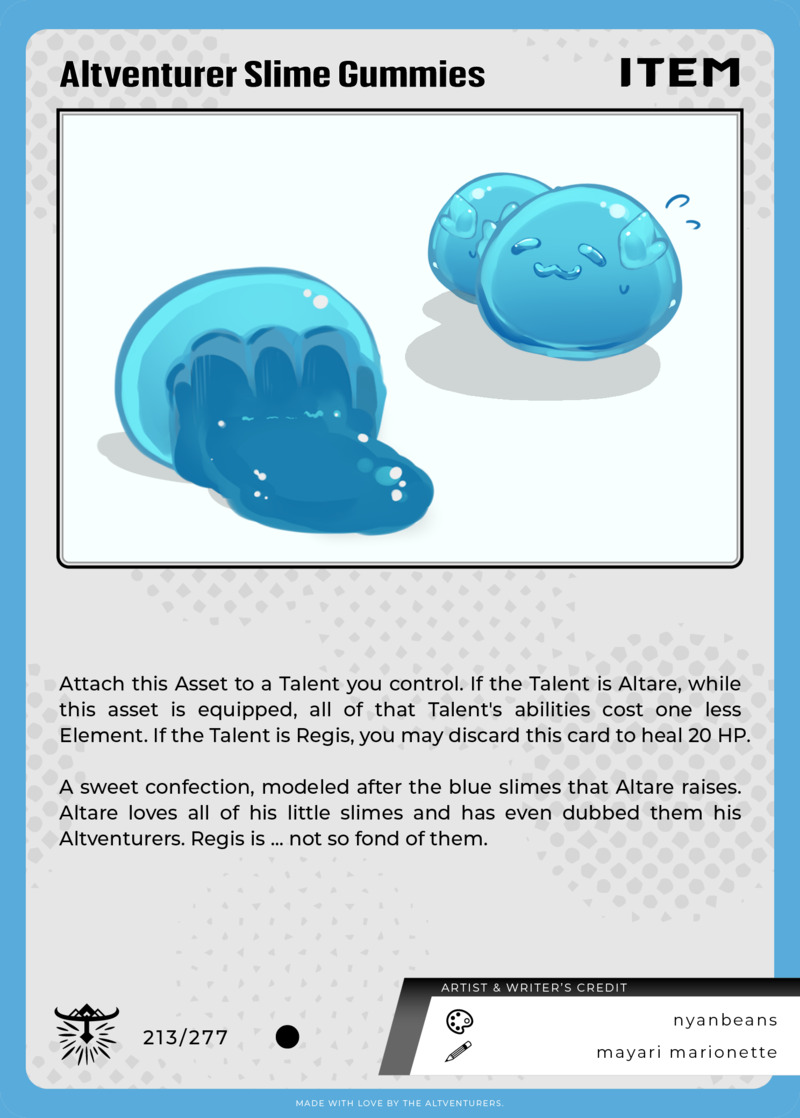 Altventurer Slime Gummies
ITEM
Attach this Asset to a Talent you control. If the Talent is Altare, while
this asset is equipped, all of that Talent's abilities cost one less
Element. If the Talent is Regis, you may discard this card to heal 20 HP.
A sweet confection, modeled after the blue slimes that Altare raises.
Altare loves all of his little slimes and has even dubbed them his
Altventurers. Regis is ... not so fond of them.
ARTIST & WRITER'S CREDIT
nyanbeans
213/277
mayari marionette
MADE WITH LOVE BY THE ALTVENTURERS.